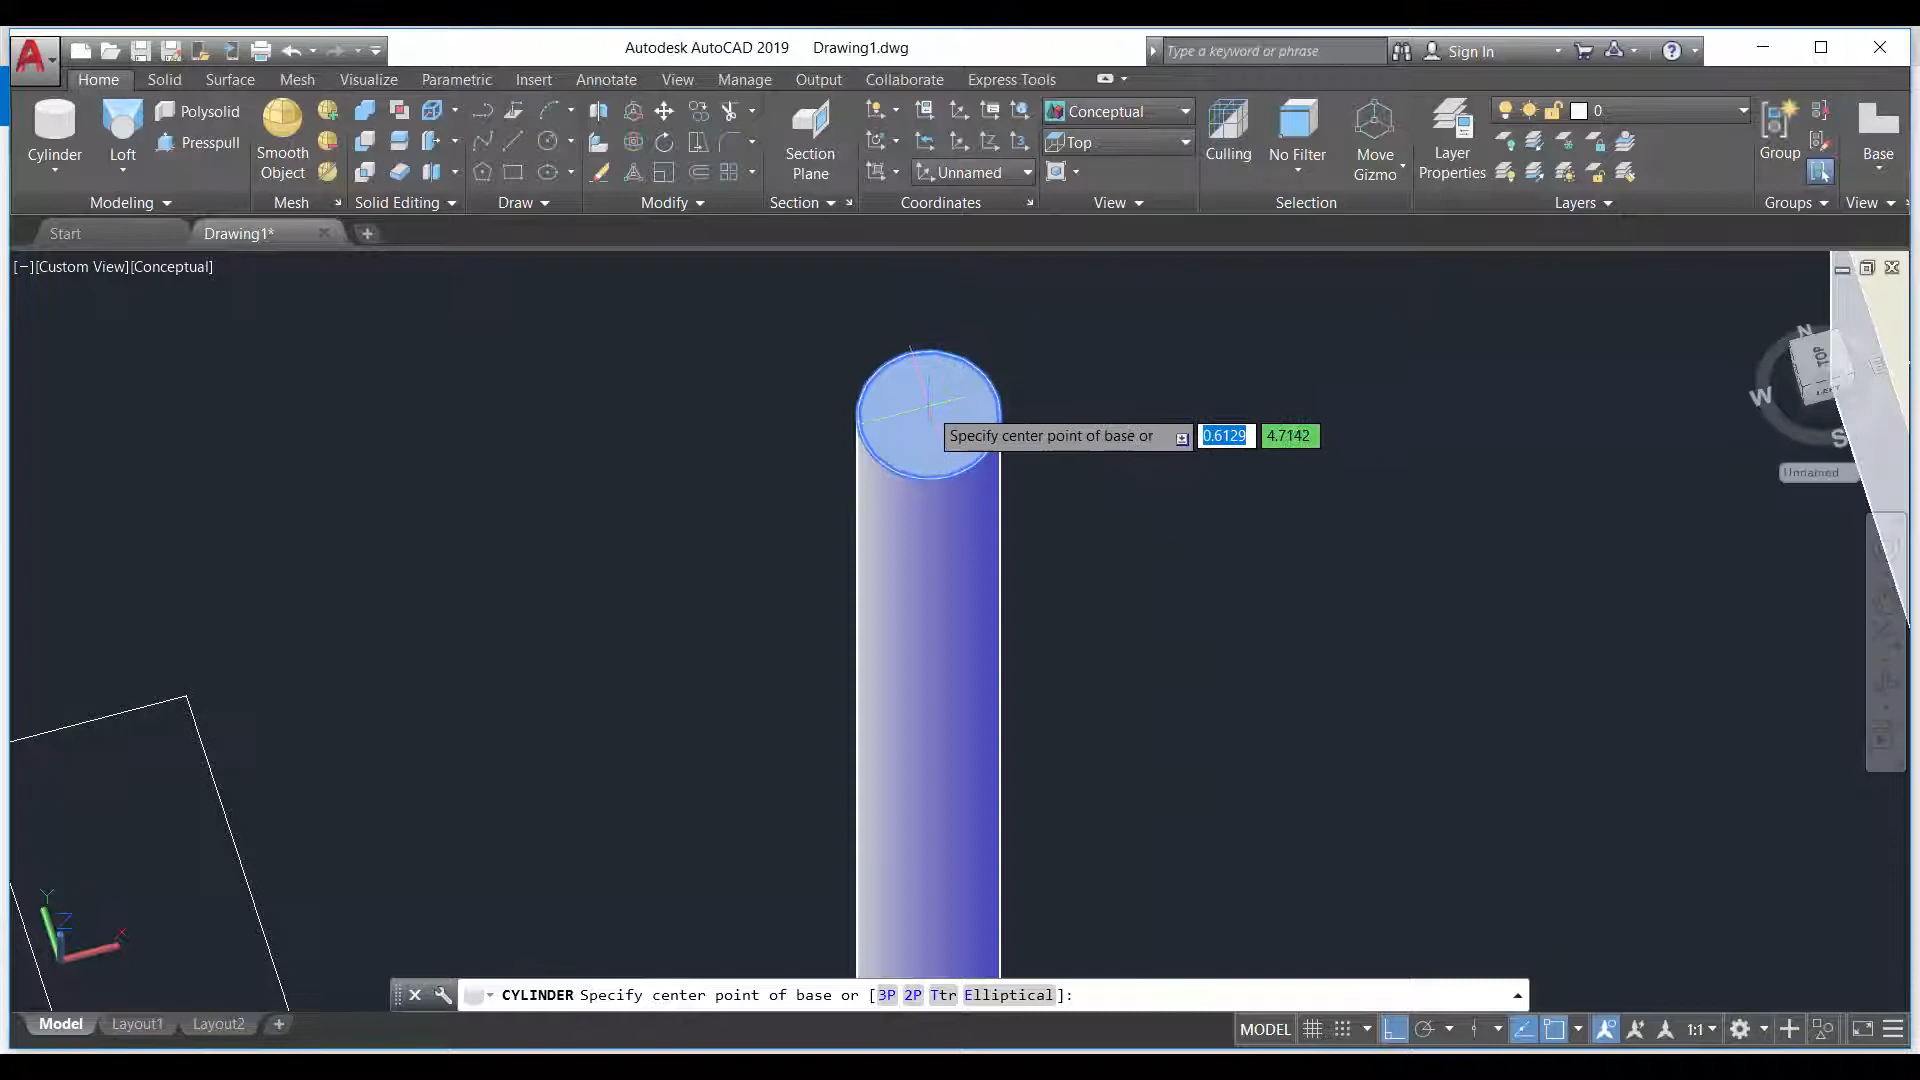 Autodesk AutoCAD 2019 Drawing1.dwg
Type a keyword or phrase
Sign In
Home Solid Surface Mesh Visualize Parametric Insert Annotate View Manage Output Collaborate Express Tools
Cylinder
Loft
Polysolid
Presspull
Smooth
Object
Section
Plane
Unnamed
Conceptual
Top
Culling
No Filter
Move
Gizmo
Layer
Properties
0
Group
Base
Modeling Mesh Solid Editing Draw Modify Section Coordinates View Selection Layers Groups View
Start Drawing1*
[−][Custom View][Conceptual]
N
TOP
LEFT
W
S
E
Unnamed
Specify center point of base or 0.6129 4.7142
Y
Z
X
CYLINDER Specify center point of base or [3P 2P Ttr Elliptical]:
Model Layout1 Layout2
MODEL 1:1